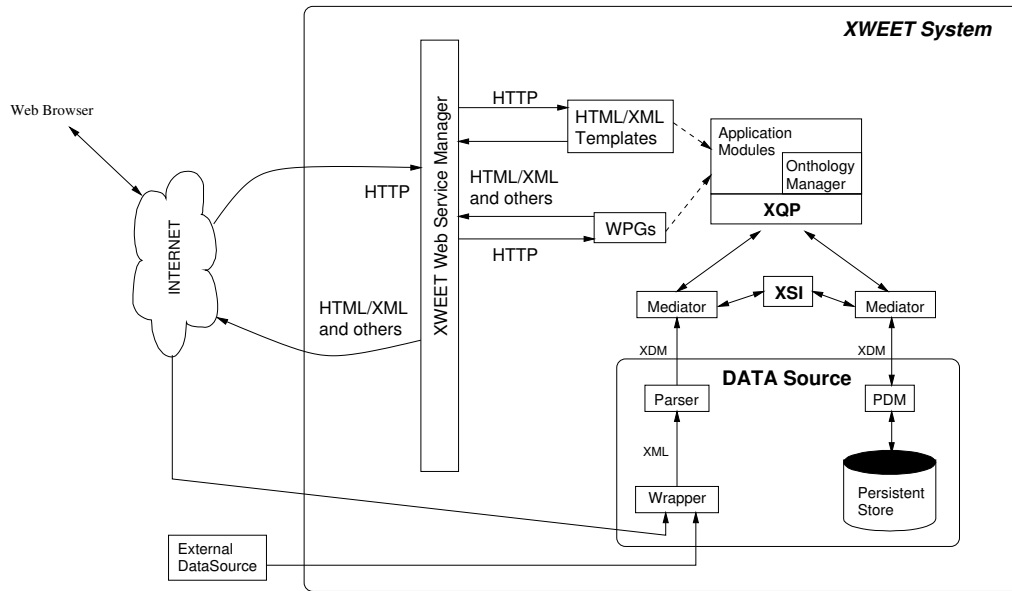 XWEET System
Web Browser
INTERNET
HTTP
HTML/XML
and others
XWEET Web Service Manager
HTTP
HTML/XML
Templates
HTML/XML
and others
WPGs
HTTP
Application
Modules
Onthology
Manager
XQP
Mediator
XSI
Mediator
XDM
XDM
DATA Source
Parser
PDM
XML
Wrapper
Persistent
Store
External
DataSource